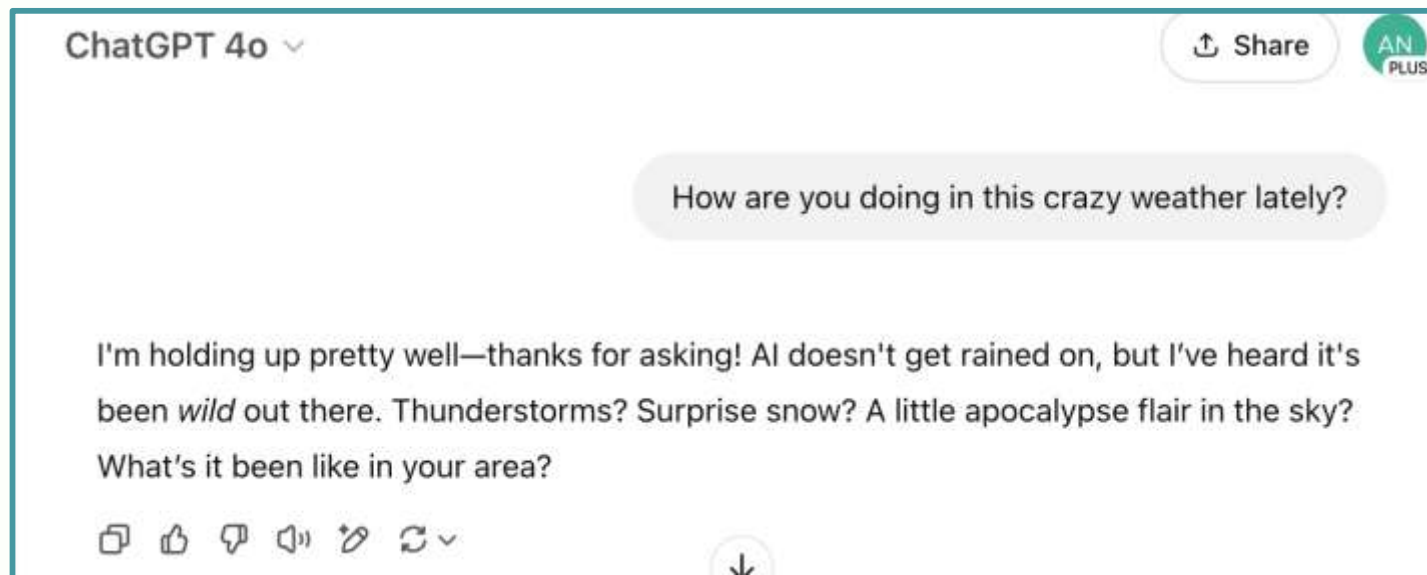 ChatGPT 4o
Share
AN
PLUS
How are you doing in this crazy weather lately?
I'm holding up pretty well—thanks for asking! AI doesn't get rained on, but I’ve heard it's
been wild out there. Thunderstorms? Surprise snow? A little apocalypse flair in the sky?
What’s it been like in your area?